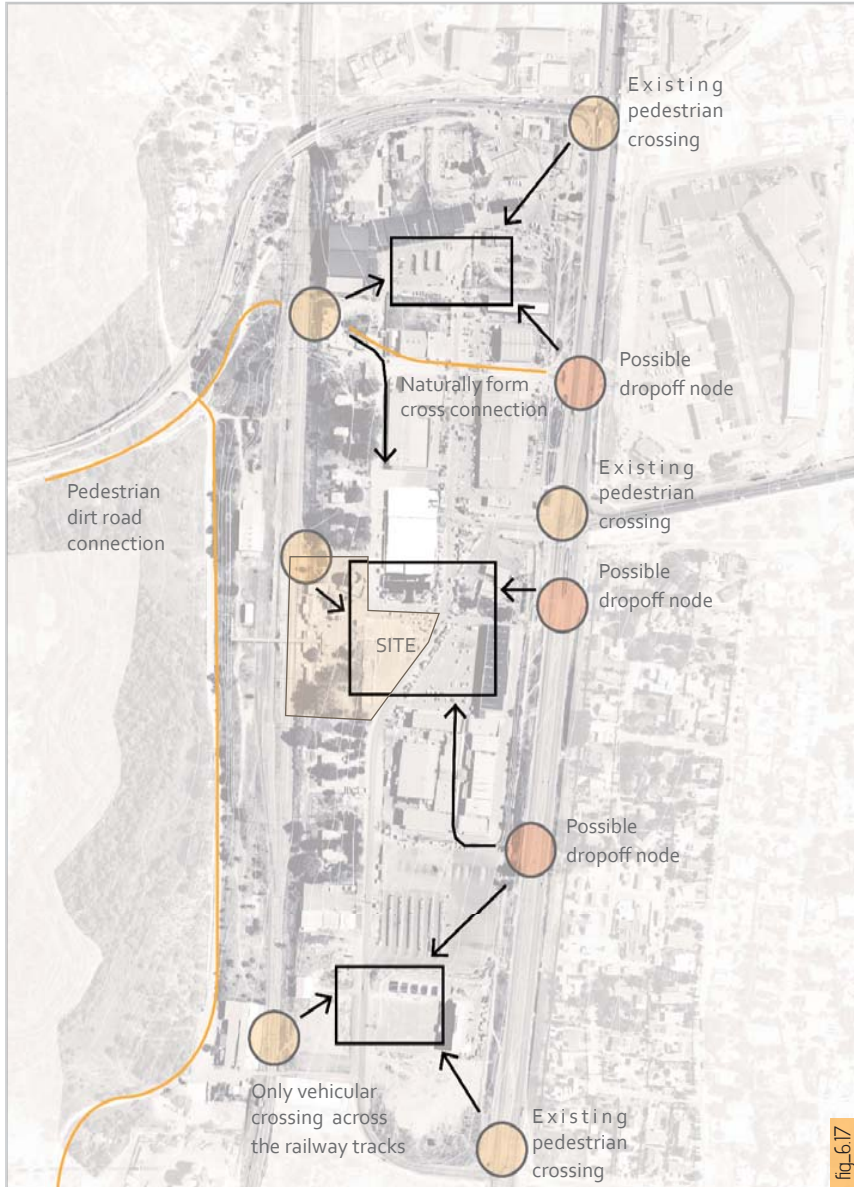 Existing
pedestrian
crossing
Possible
dropoff node
Naturally form
cross connection
Existing
pedestrian
crossing
Pedestrian
dirt road
connection
Possible
dropoff node
SITE
Possible
dropoff node
Only vehicular
crossing across
the railway tracks
Existing
pedestrian
crossing
fig_6.17